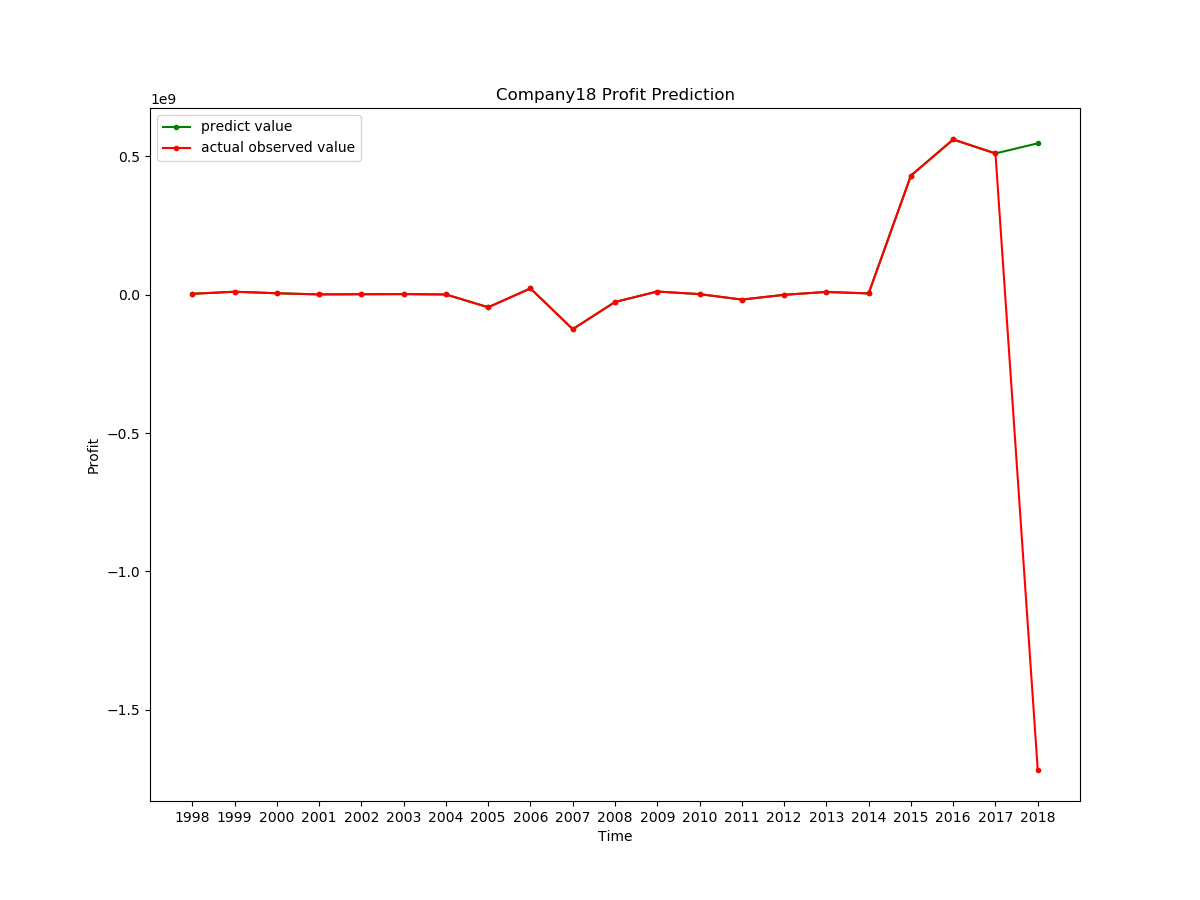 Company18 Profit Prediction
1e9
predict value
actual observed value
0.5
0.0
−0.5
−1.0
−1.5
Profit
1998 1999 2000 2001 2002 2003 2004 2005 2006 2007 2008 2009 2010 2011 2012 2013 2014 2015 2016 2017 2018
Time